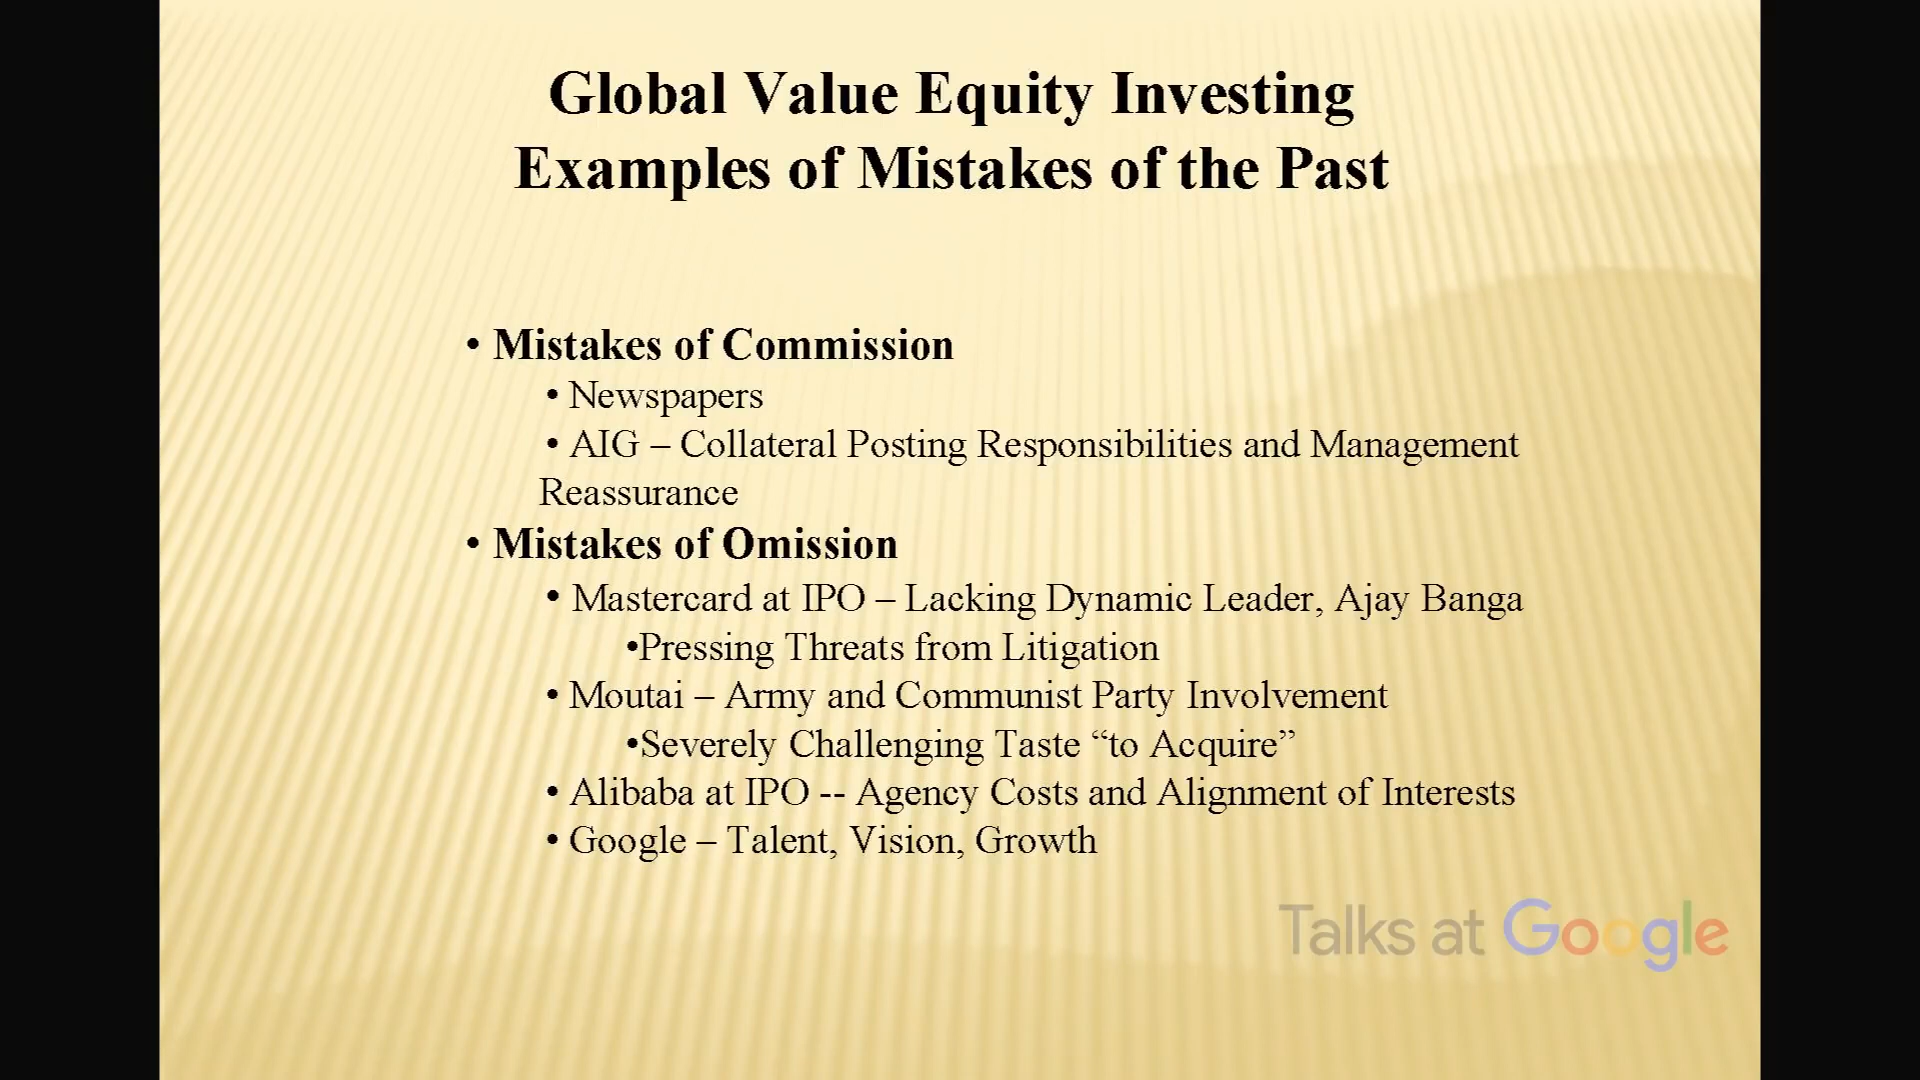 Global Value Equity Investing
Examples of Mistakes of the Past
• Mistakes of Commission
• Newspapers
• AIG – Collateral Posting Responsibilities and Management
Reassurance
• Mistakes of Omission
• Mastercard at IPO – Lacking Dynamic Leader, Ajay Banga
•Pressing Threats from Litigation
• Moutai – Army and Communist Party Involvement
•Severely Challenging Taste “to Acquire”
• Alibaba at IPO -- Agency Costs and Alignment of Interests
• Google – Talent, Vision, Growth
Talks at Google